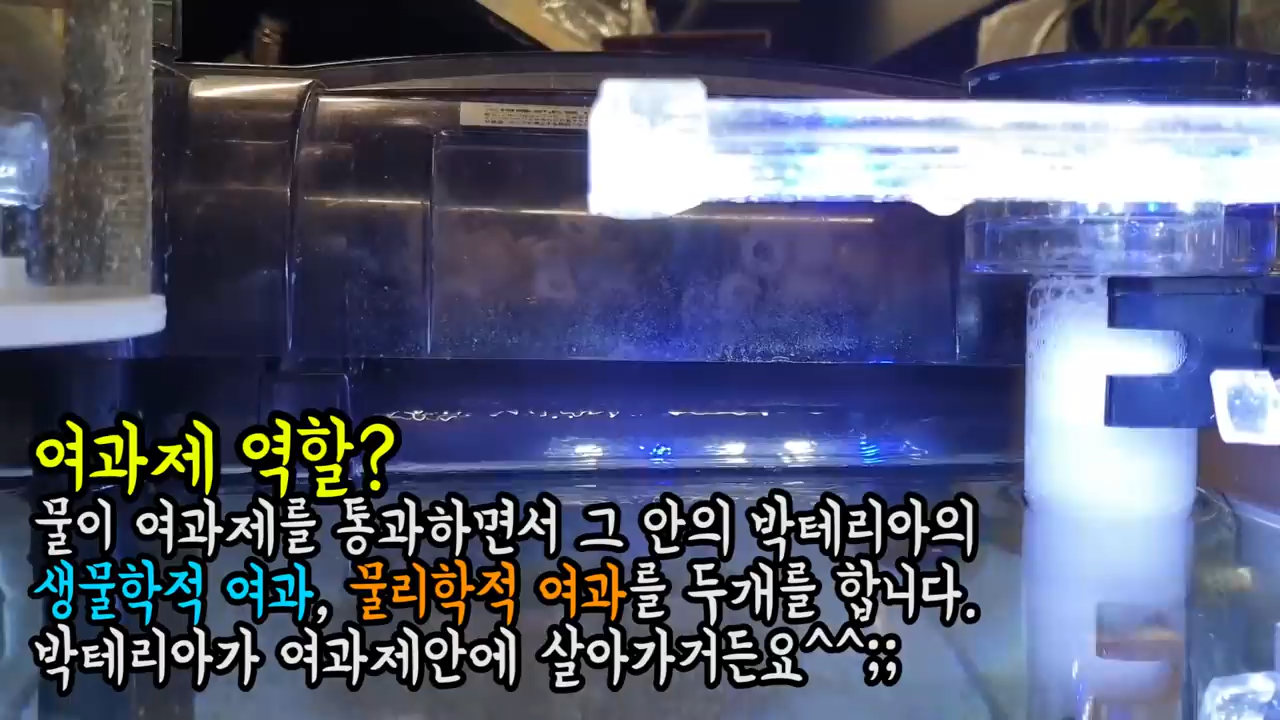 여과제 역할?
물이 여과제를 통과하면서 그 안의 박테리아의
생물학적 여과, 물리학적 여과를 두개를 합니다.
박테리아가 여과제안에 살아가거든요^^;;